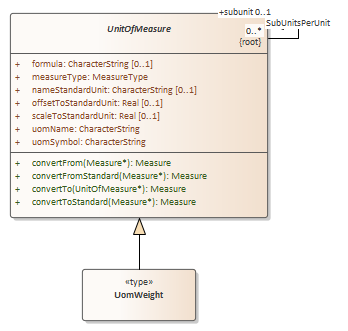 +subunit 0..1
UnitOfMeasure
SubUnitsPerUnit
0..*
{root}
+ formula: CharacterString [0..1]
+ measureType: MeasureType
+ nameStandardUnit: CharacterString [0..1]
+ offsetToStandardUnit: Real [0..1]
+ scaleToStandardUnit: Real [0..1]
+ uomName: CharacterString
+ uomSymbol: CharacterString
+ convertFrom(Measure*): Measure
+ convertFromStandard(Measure*): Measure
+ convertTo(UnitOfMeasure*): Measure
+ convertToStandard(Measure*): Measure
«type»
UomWeight